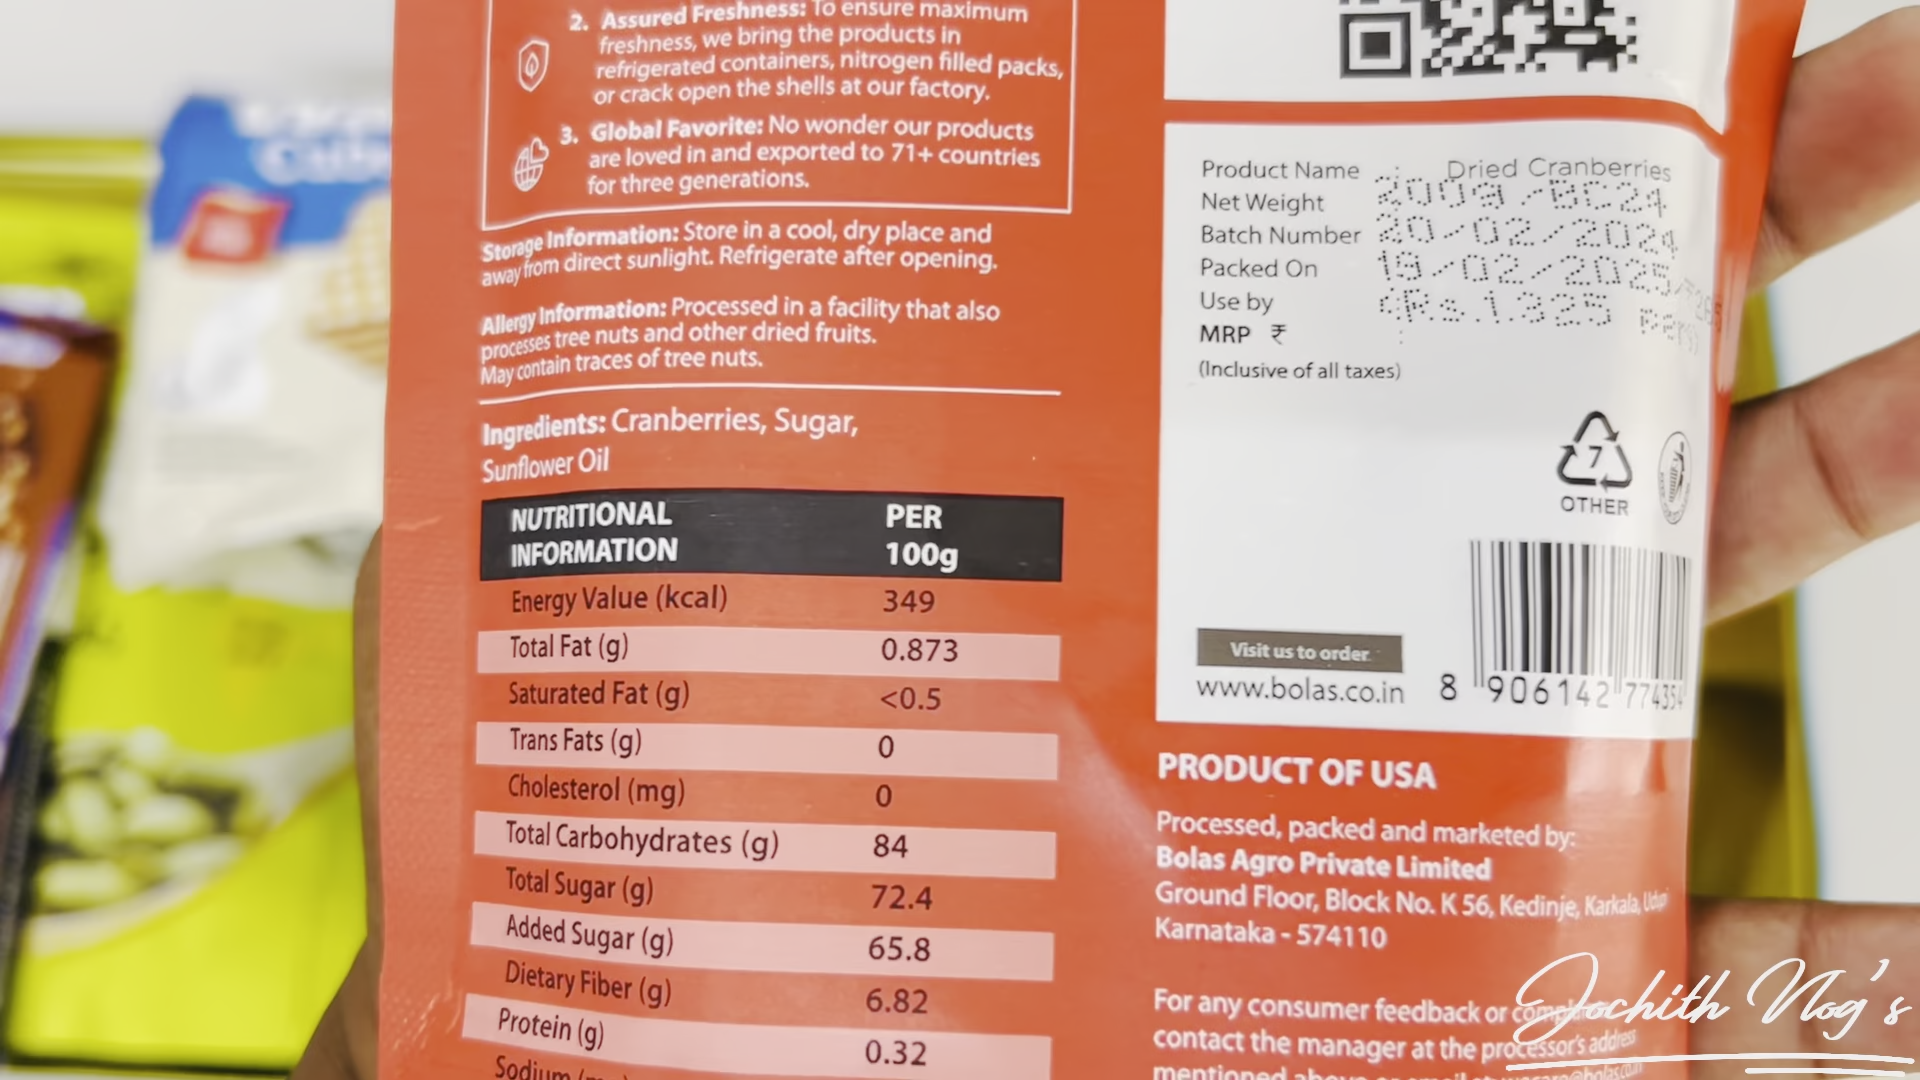 2. Assured Freshness: To ensure maximum
freshness, we bring the products in
refrigerated containers, nitrogen filled packs,
or crack open the shells at our factory.
3. Global Favorite: No wonder our products
are loved in and exported to 71+ countries
for three generations.
Storage Information: Store in a cool, dry place and
away from direct sunlight. Refrigerate after opening.
Allergy Information: Processed in a facility that also
processes tree nuts and other dried fruits.
May contain traces of tree nuts.
Ingredients: Cranberries, Sugar,
Sunflower Oil
NUTRITIONAL INFORMATION PER 100g
Energy Value (kcal) 349
Total Fat (g) 0.873
Saturated Fat (g) <0.5
Trans Fats (g) 0
Cholesterol (mg) 0
Total Carbohydrates (g) 84
Total Sugar (g) 72.4
Added Sugar (g) 65.8
Dietary Fiber (g) 6.82
Protein (g) 0.32
Product Name : Dried Cranberries
Net Weight 200g/BC24
Batch Number 20/02/2024
Packed On 19/02/2025
Use by Rs.1325
MRP ₹
(Inclusive of all taxes)
7
OTHER
Visit us to order
www.bolas.co.in
8 906142 774354
PRODUCT OF USA
Processed, packed and marketed by:
Bolas Agro Private Limited
Ground Floor, Block No. K 56, Kedinje, Karkala, Udupi
Karnataka - 574110
For any consumer feedback or
contact the manager at the processor's address
Jochith Nog's